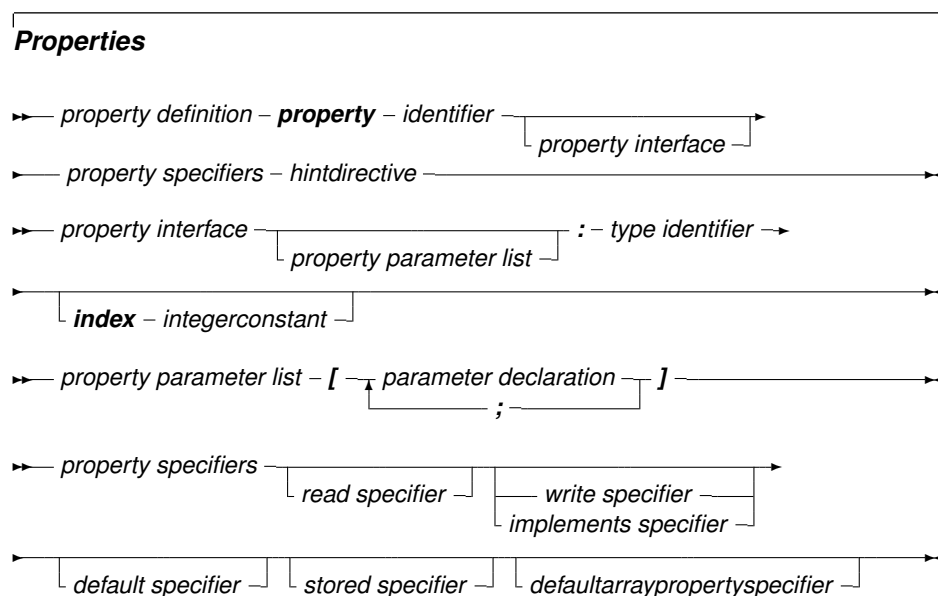 Properties
property definition property identifier
property interface
property specifiers hintdirective
property interface : type identifier
property parameter list
index integerconstant
property parameter list [ parameter declaration ]
;
property specifiers
read specifier write specifier
implements specifier
default specifier stored specifier defaultarraypropertyspecifier